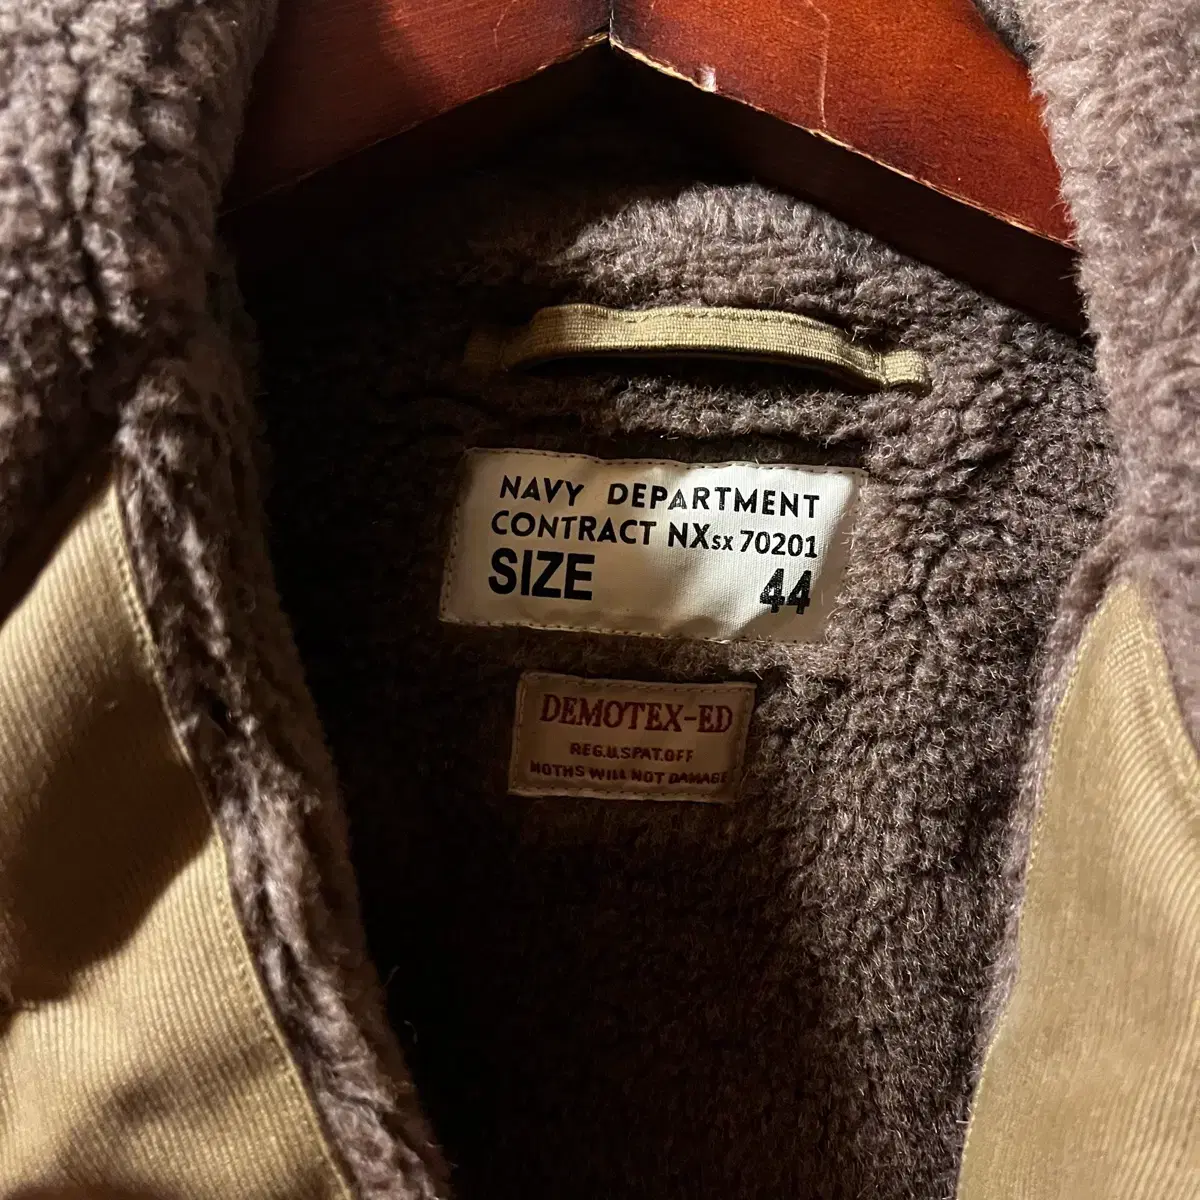 NAVY DEPARTMENT
CONTRACT NXsx 70201
SIZE 44
DEMOTEX-ED
REG.U.S.PAT.OFF
MOTHS WILL NOT DAMAGE